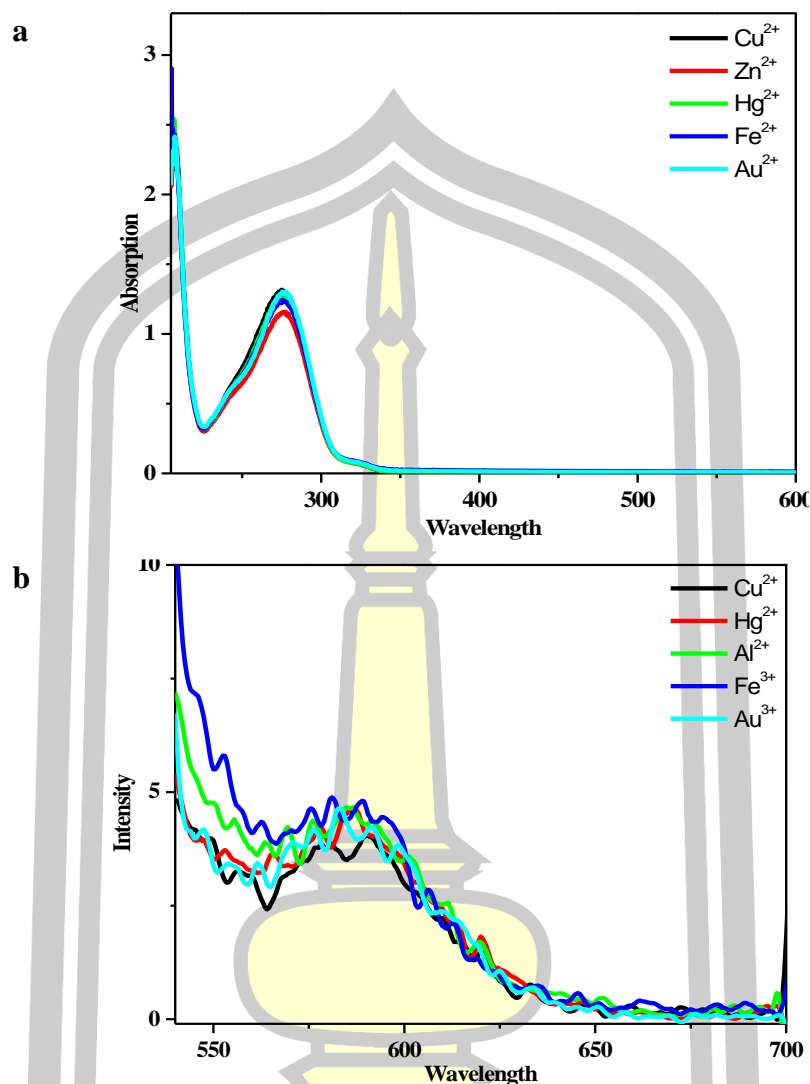 a
3
2
1
0
Absorption
Cu²⁺
Zn²⁺
Hg²⁺
Fe²⁺
Au²⁺
300 400 500 600
Wavelength
b
10
5
0
Intensity
Cu²⁺
Hg²⁺
Al²⁺
Fe³⁺
Au³⁺
550 600 650 700
Wavelength